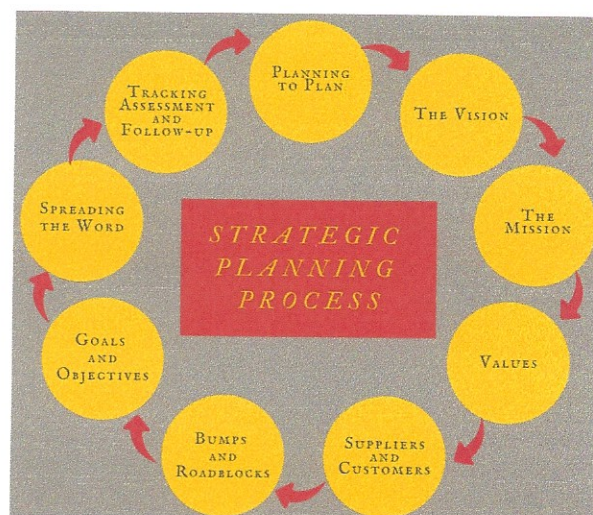 Planning
to Plan
The Vision
The
Mission
Values
Suppliers and
Customers
Bumps
and
Roadblocks
Goals
and
Objectives
Spreading
the Word
Tracking
Assessment
and
Follow-up
STRATEGIC
PLANNING
PROCESS